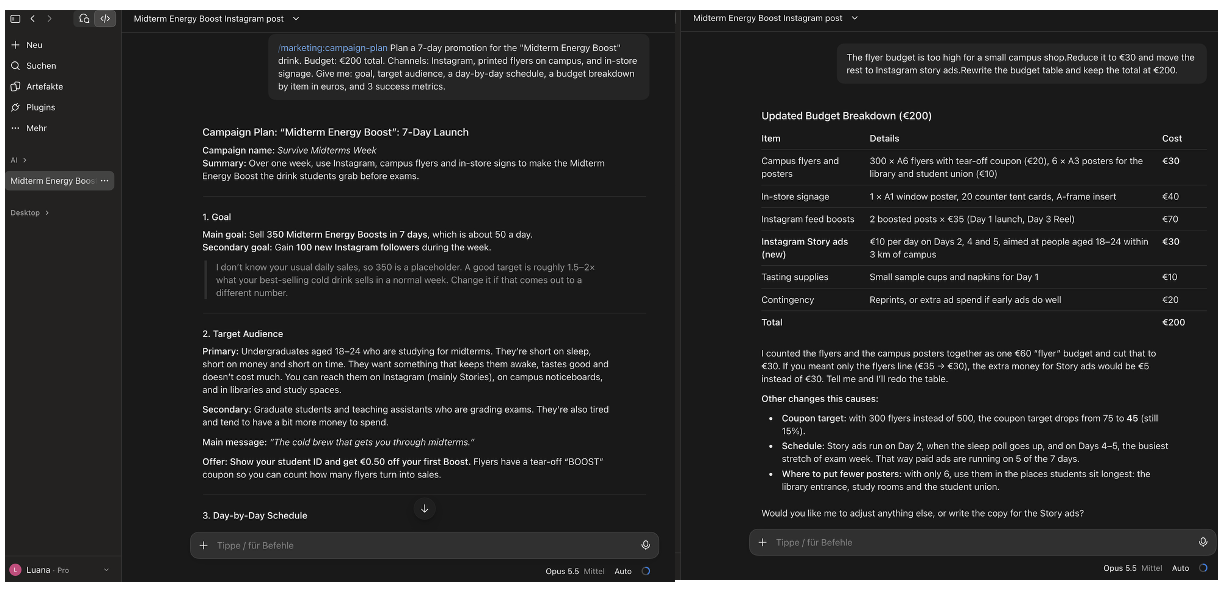 Midterm Energy Boost Instagram post
Neu
Suchen
Artefakte
Plugins
Mehr
AI
Midterm Energy Boos
Desktop
Luana · Pro
/marketing:campaign-plan Plan a 7-day promotion for the "Midterm Energy Boost"
drink. Budget: €200 total. Channels: Instagram, printed flyers on campus, and in-store
signage. Give me: goal, target audience, a day-by-day schedule, a budget breakdown
by item in euros, and 3 success metrics.
Campaign Plan: “Midterm Energy Boost”: 7-Day Launch
Campaign name: Survive Midterms Week
Summary: Over one week, use Instagram, campus flyers and in-store signs to make the Midterm
Energy Boost the drink students grab before exams.
1. Goal
Main goal: Sell 350 Midterm Energy Boosts in 7 days, which is about 50 a day.
Secondary goal: Gain 100 new Instagram followers during the week.
I don't know your usual daily sales, so 350 is a placeholder. A good target is roughly 1.5–2×
what your best-selling cold drink sells in a normal week. Change it if that comes out to a
different number.
2. Target Audience
Primary: Undergraduates aged 18–24 who are studying for midterms. They're short on sleep,
short on money and short on time. They want something that keeps them awake, tastes good and
doesn't cost much. You can reach them on Instagram (mainly Stories), on campus noticeboards,
and in libraries and study spaces.
Secondary: Graduate students and teaching assistants who are grading exams. They're also tired
and tend to have a bit more money to spend.
Main message: "The cold brew that gets you through midterms."
Offer: Show your student ID and get €0.50 off your first Boost. Flyers have a tear-off “BOOST”
coupon so you can count how many flyers turn into sales.
3. Day-by-Day Schedule
Tippe / für Befehle
Opus 5.5 Mittel Auto
Midterm Energy Boost Instagram post
The flyer budget is too high for a small campus shop.Reduce it to €30 and move the
rest to Instagram story ads.Rewrite the budget table and keep the total at €200.
Updated Budget Breakdown (€200)
Item Details Cost
Campus flyers and 300 × A6 flyers with tear-off coupon (€20), 6 × A3 posters for the €30
posters library and student union (€10)
In-store signage 1 × A1 window poster, 20 counter tent cards, A-frame insert €40
Instagram feed boosts 2 boosted posts × €35 (Day 1 launch, Day 3 Reel) €70
Instagram Story ads €10 per day on Days 2, 4 and 5, aimed at people aged 18–24 within €30
(new) 3 km of campus
Tasting supplies Small sample cups and napkins for Day 1 €10
Contingency Reprints, or extra ad spend if early ads do well €20
Total €200
I counted the flyers and the campus posters together as one €60 “flyer” budget and cut that to
€30. If you meant only the flyers line (€35 → €30), the extra money for Story ads would be €5
instead of €30. Tell me and I'll redo the table.
Other changes this causes:
• Coupon target: with 300 flyers instead of 500, the coupon target drops from 75 to 45 (still
15%).
• Schedule: Story ads run on Day 2, when the sleep poll goes up, and on Days 4–5, the busiest
stretch of exam week. That way paid ads are running on 5 of the 7 days.
• Where to put fewer posters: with only 6, use them in the places students sit longest: the
library entrance, study rooms and the student union.
Would you like me to adjust anything else, or write the copy for the Story ads?
Tippe / für Befehle
Opus 5.5 Mittel Auto